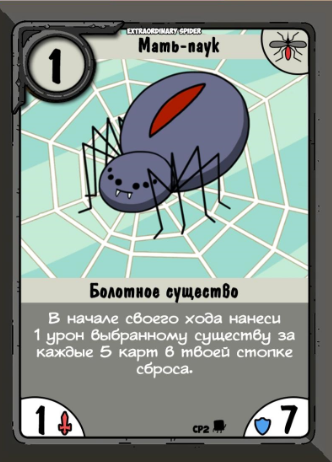 EXTRAORDINARY SPIDER
1
Мать-паук
Болотное существо
В начале своего хода нанеси
1 урон выбранному существу за
каждые 5 карт в твоей стопке
сброса.
1
СР2
7